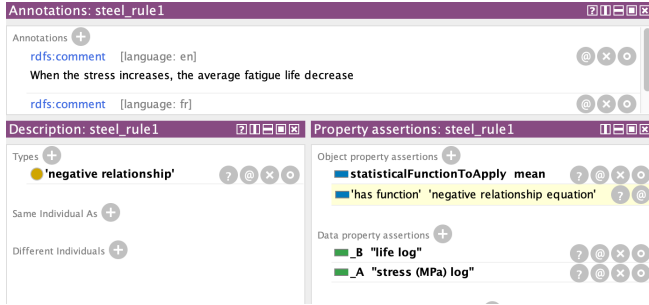 Annotations: steel_rule1
Annotations
rdfs:comment [language: en]
When the stress increases, the average fatigue life decrease
rdfs:comment [language: fr]
Description: steel_rule1
Types
'negative relationship'
Same Individual As
Different Individuals
Property assertions: steel_rule1
Object property assertions
statisticalFunctionToApply mean
'has function' 'negative relationship equation'
Data property assertions
_B "life log"
_A "stress (MPa) log"